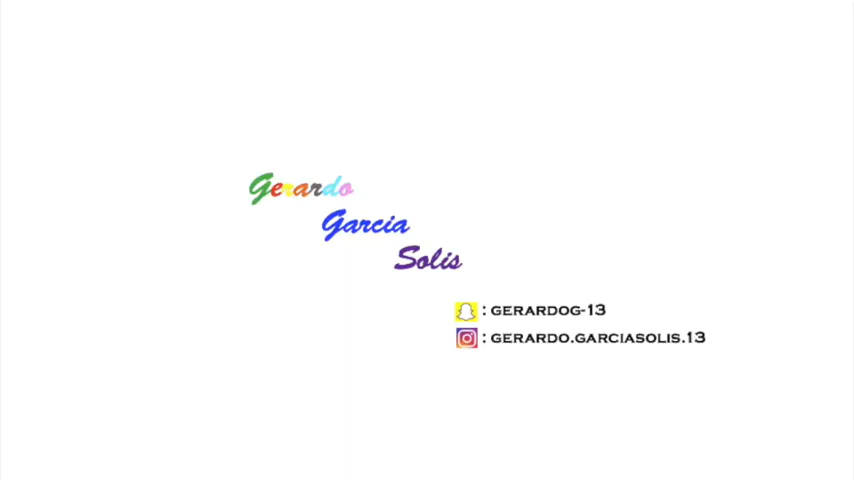 Gerardo
Garcia
Solis
: GERARDOG-13
: GERARDO.GARCIASOLIS.13